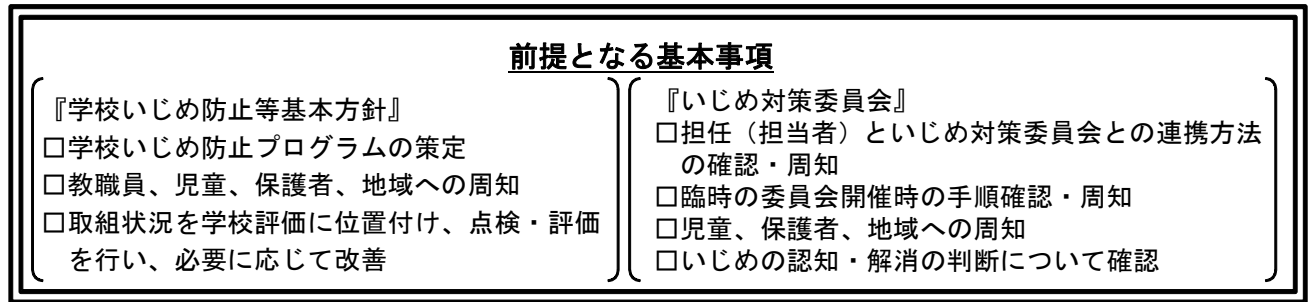 前提となる基本事項
『学校いじめ防止等基本方針』
□学校いじめ防止プログラムの策定
□教職員、児童、保護者、地域への周知
□取組状況を学校評価に位置付け、点検・評価
を行い、必要に応じて改善
『いじめ対策委員会』
□担任（担当者）といじめ対策委員会との連携方法
の確認・周知
□臨時の委員会開催時の手順確認・周知
□児童、保護者、地域への周知
□いじめの認知・解消の判断について確認